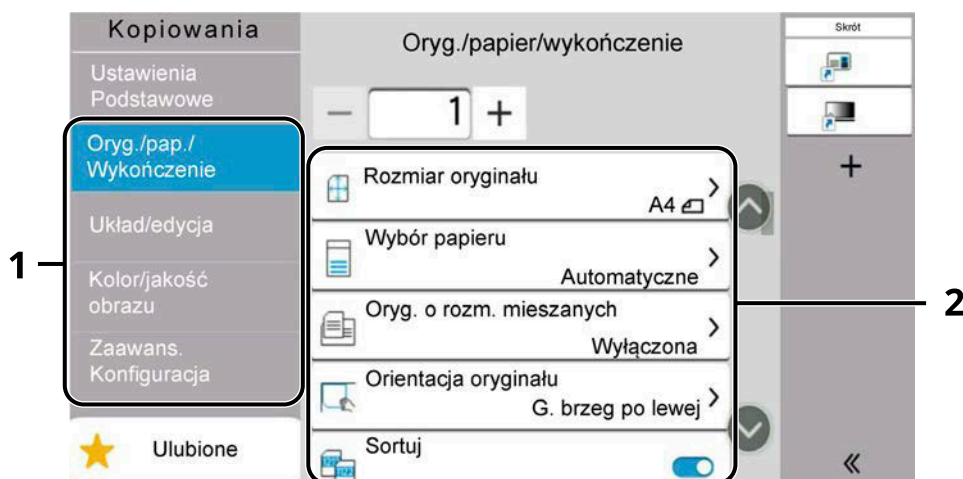 Kopiowania
Ustawienia
Podstawowe
Oryg./pap./
Wykończenie
Układ/edycja
Kolor/jakość
obrazu
Zaawans.
Konfiguracja
Ulubione
1
Oryg./papier/wykończenie
1
Rozmiar oryginału
A4
Wybór papieru
Automatyczne
Oryg. o rozm. mieszanych
Wyłączona
Orientacja oryginału
G. brzeg po lewej
Sortuj
2
Skrót